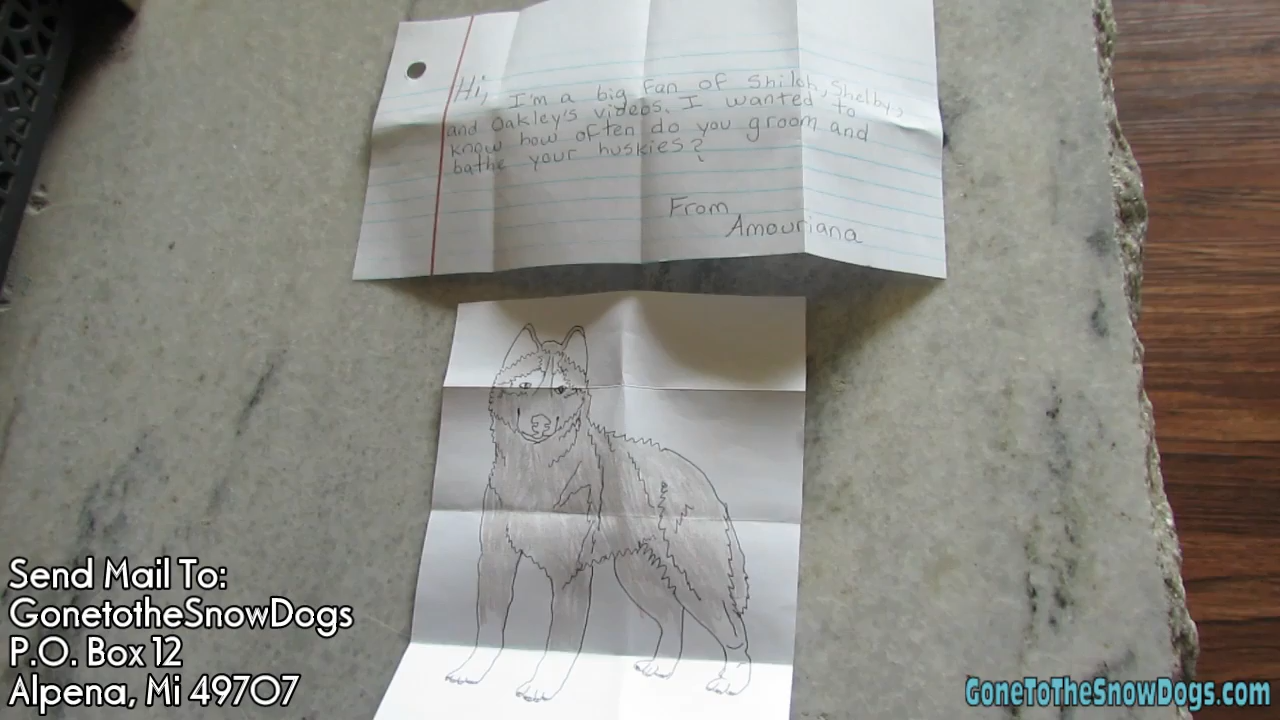 Hi, I'm a big fan of Shiloh, Shelby,
and Oakley's videos. I wanted to
know how often do you groom and
bathe your huskies?
From
Amouriana
Send Mail To:
GonetotheSnowDogs
P.O. Box 12
Alpena, Mi 49707
GoneToTheSnowDogs.com